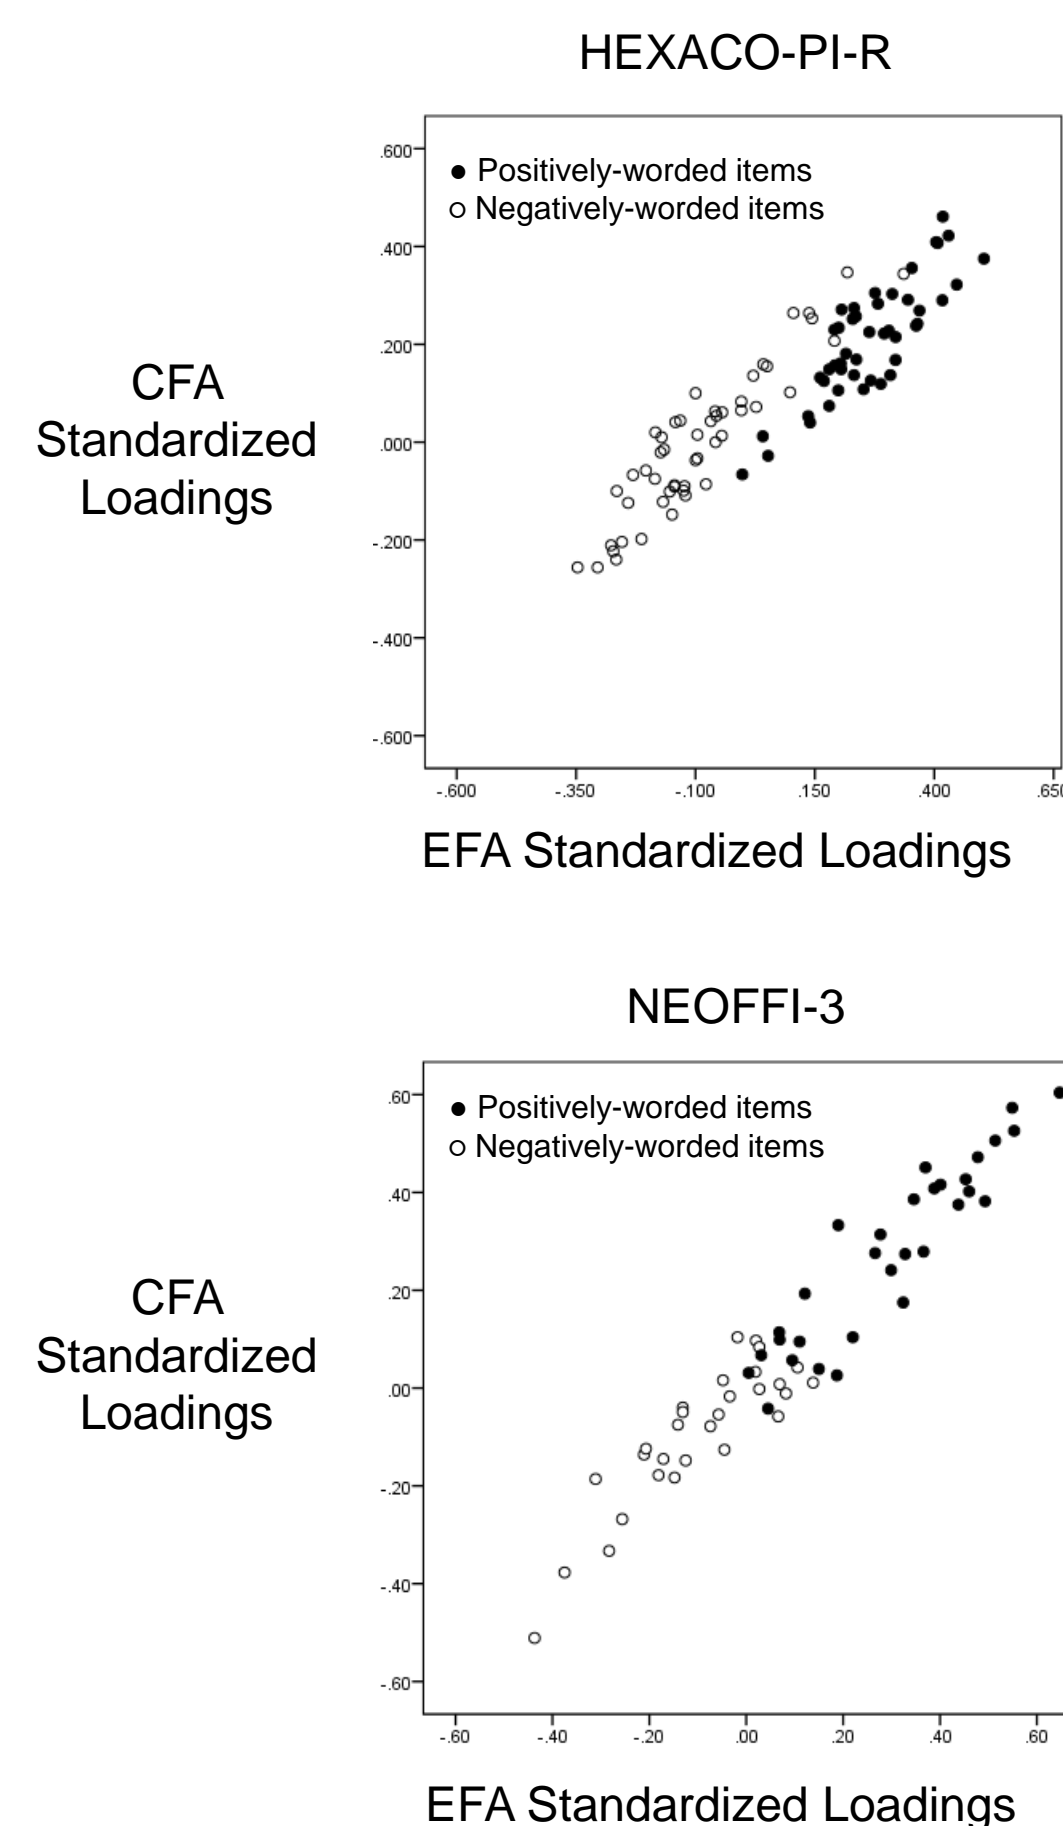 HEXACO-PI-R
.600
● Positively-worded items
○ Negatively-worded items
.400
.200
CFA
Standardized
Loadings
.000
-.200
-.400
-.600
-.600 -.350 -.100 .150 .400 .650
EFA Standardized Loadings
NEOFFI-3
.60
● Positively-worded items
○ Negatively-worded items
.40
.20
CFA
Standardized
Loadings
.00
-.20
-.40
-.60
-.60 -.40 -.20 .00 .20 .40 .60
EFA Standardized Loadings